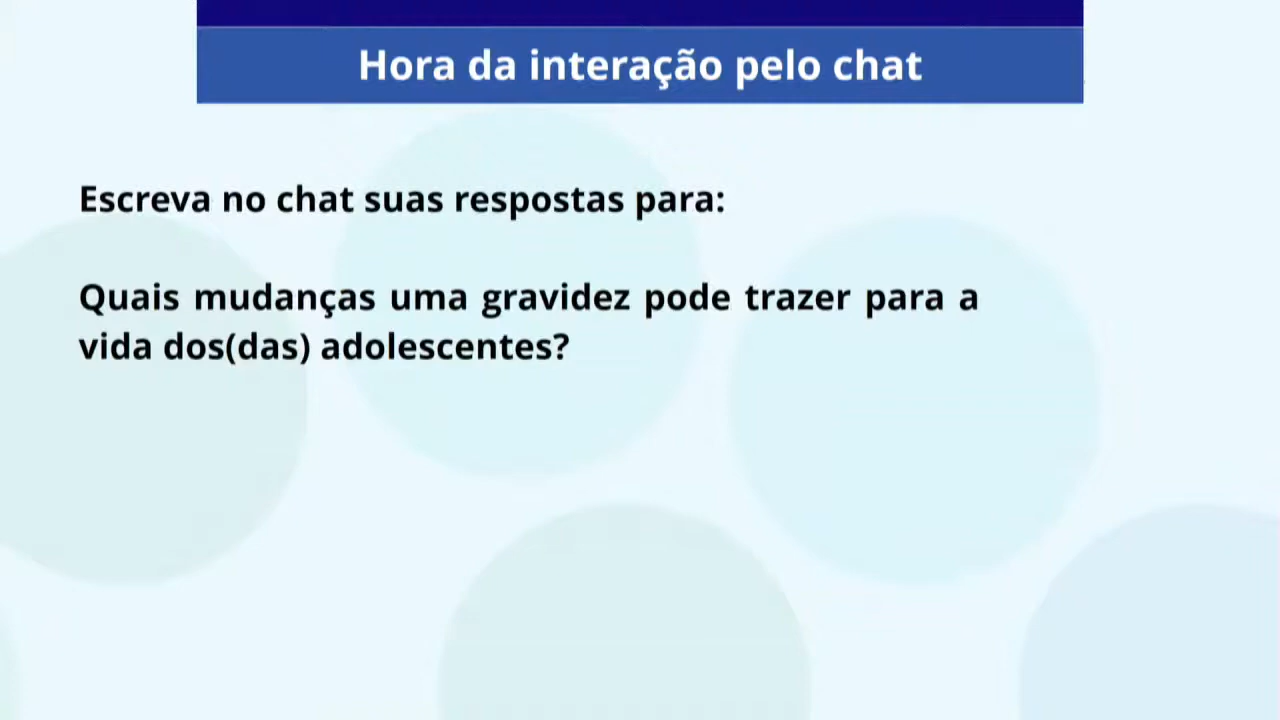 Hora da interação pelo chat
Escreva no chat suas respostas para:
Quais mudanças uma gravidez pode trazer para a
vida dos(das) adolescentes?